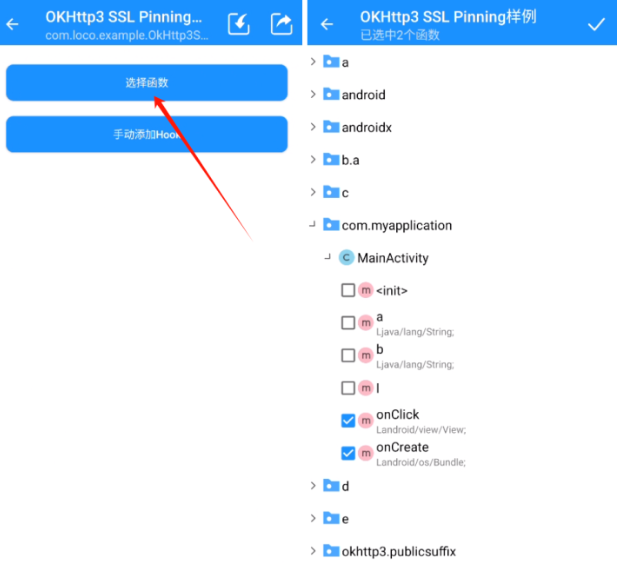 OKHttp3 SSL Pinning...
com.loco.example.OkHttp3S...
选择函数
手动添加Hook
OKHttp3 SSL Pinning样例
已选中2个函数
a
android
androidx
b.a
c
com.myapplication
C MainActivity
m <init>
m a
Ljava/lang/String;
m b
Ljava/lang/String;
m l
m onClick
Landroid/view/View;
m onCreate
Landroid/os/Bundle;
d
e
okhttp3.publicsuffix